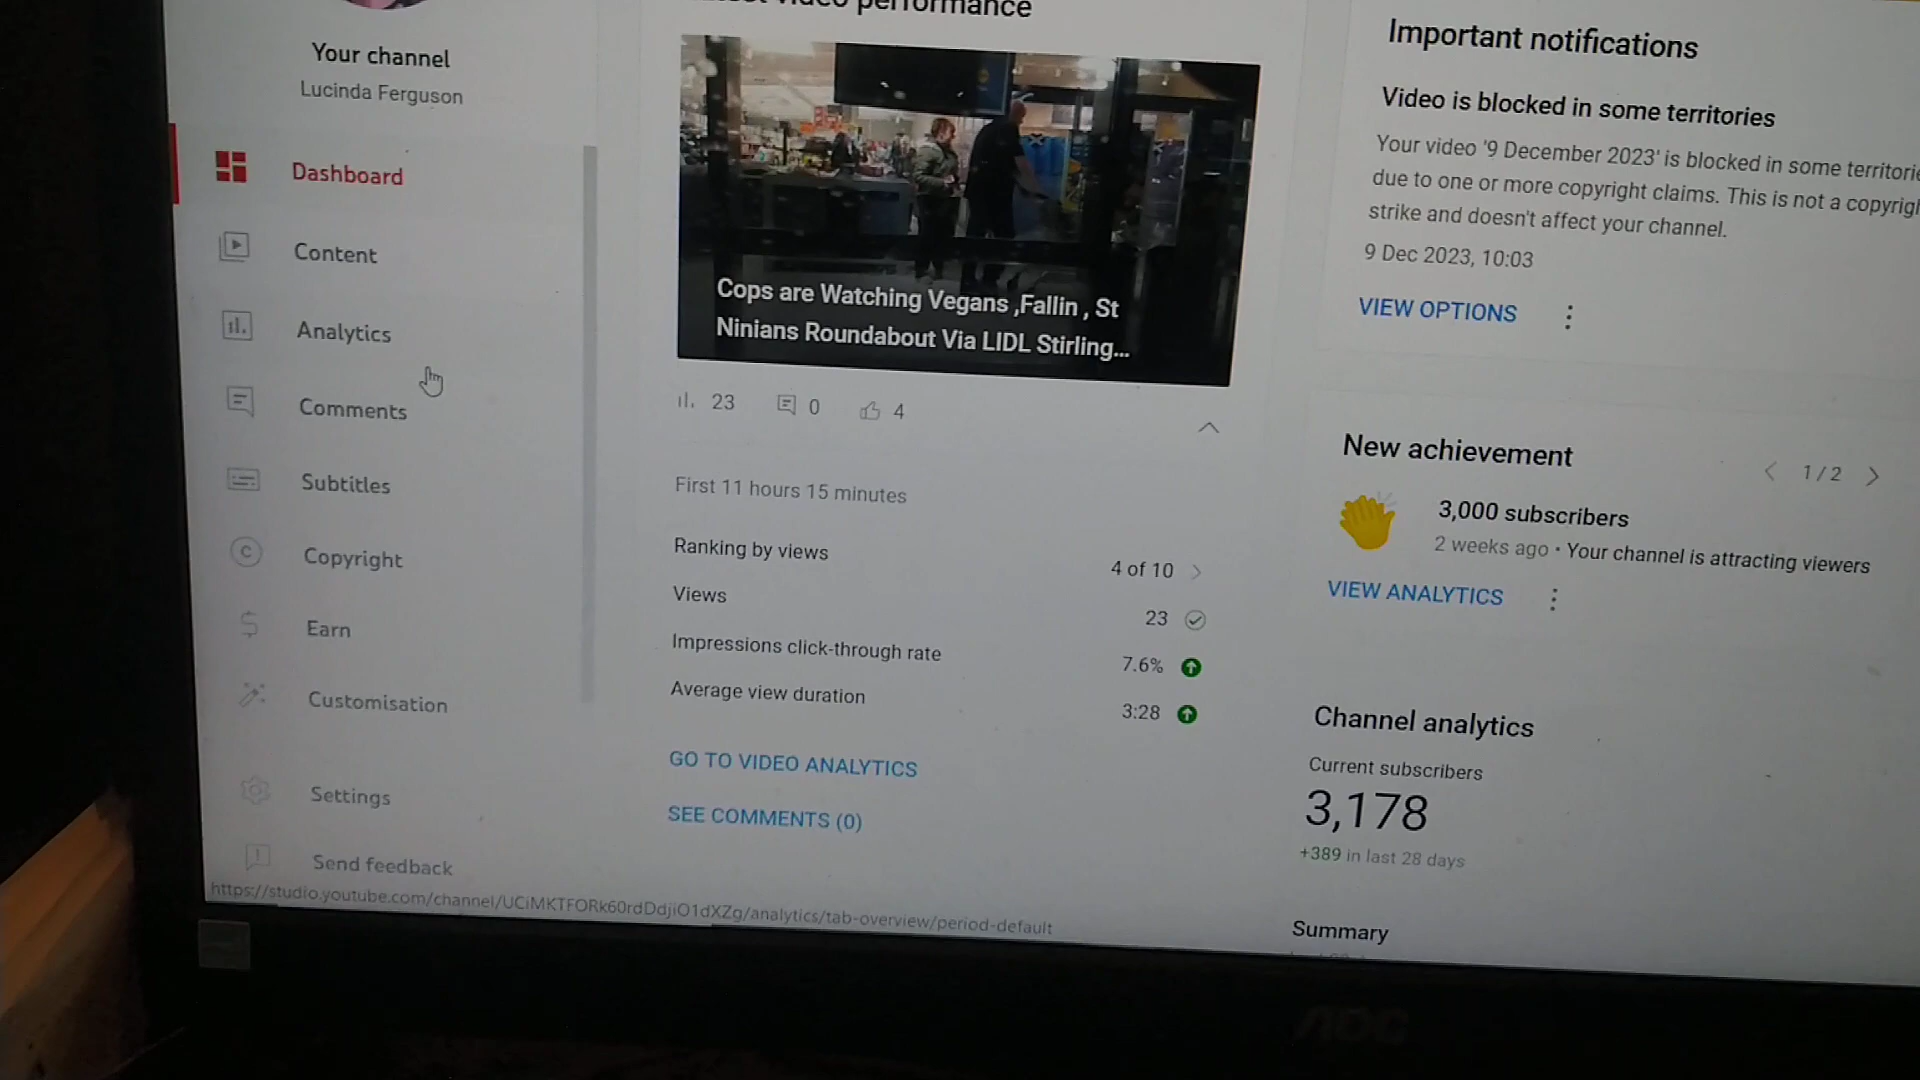 Your channel
Lucinda Ferguson
Dashboard
Content
Analytics
Comments
Subtitles
Copyright
Earn
Customisation
Settings
Send feedback
https://studio.youtube.com/channel/UCiMKTFORk60rdDdjiO1dXZg/analytics/tab-overview/period-default
video performance
Cops are Watching Vegans ,Fallin , St
Ninians Roundabout Via LIDL Stirling...
23 0 4
First 11 hours 15 minutes
Ranking by views 4 of 10
Views 23
Impressions click-through rate 7.6%
Average view duration 3:28
GO TO VIDEO ANALYTICS
SEE COMMENTS (0)
Important notifications
Video is blocked in some territories
Your video '9 December 2023' is blocked in some
due to one or more copyright claims. This is not a
strike and doesn't affect your channel.
9 Dec 2023, 10:03
VIEW OPTIONS
New achievement 1 / 2
3,000 subscribers
2 weeks ago • Your channel is attracting viewers
VIEW ANALYTICS
Channel analytics
Current subscribers
3,178
+389 in last 28 days
Summary
AOC